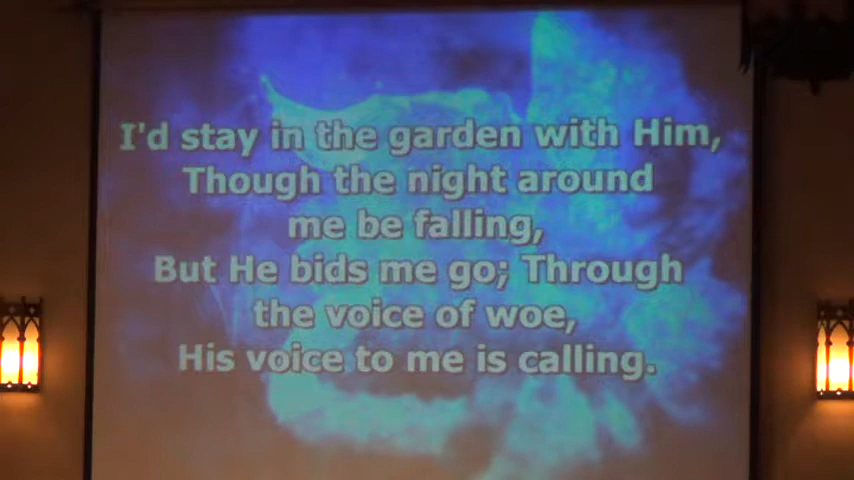 I'd stay in the garden with Him,
Though the night around
me be falling,
But He bids me go; Through
the voice of woe,
His voice to me is calling.